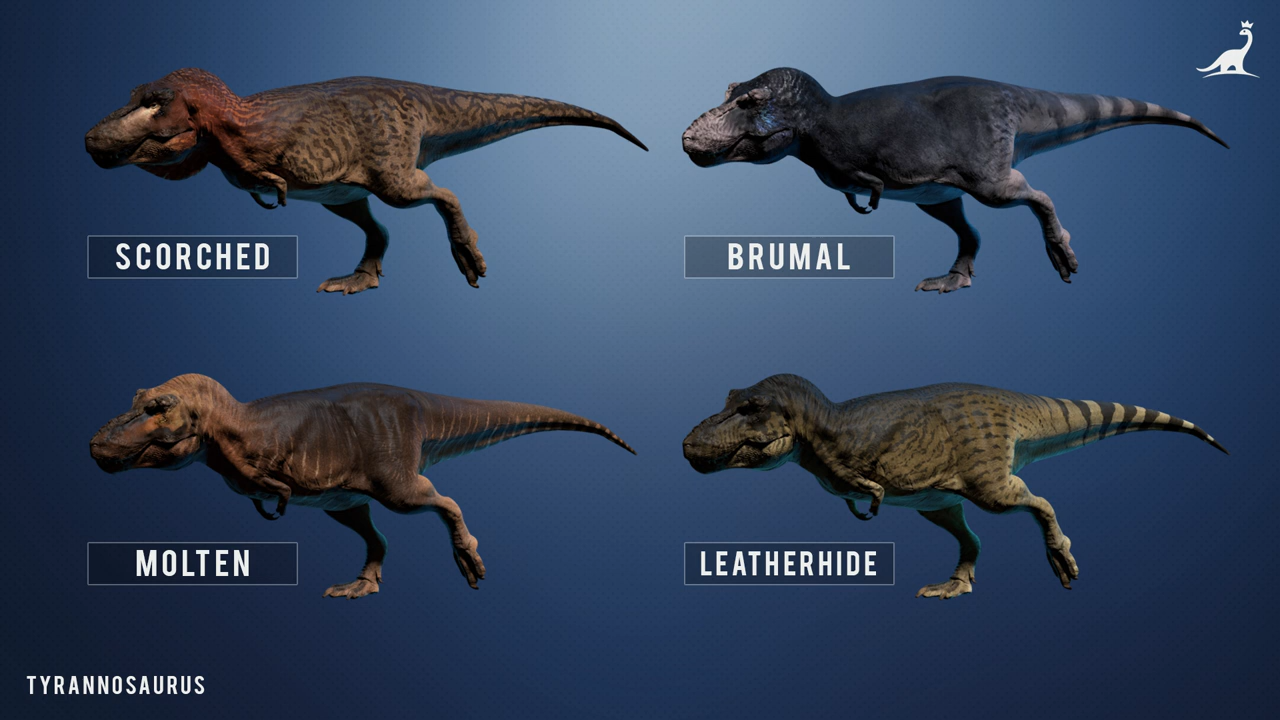 SCORCHED
BRUMAL
MOLTEN
LEATHERHIDE
TYRANNOSAURUS